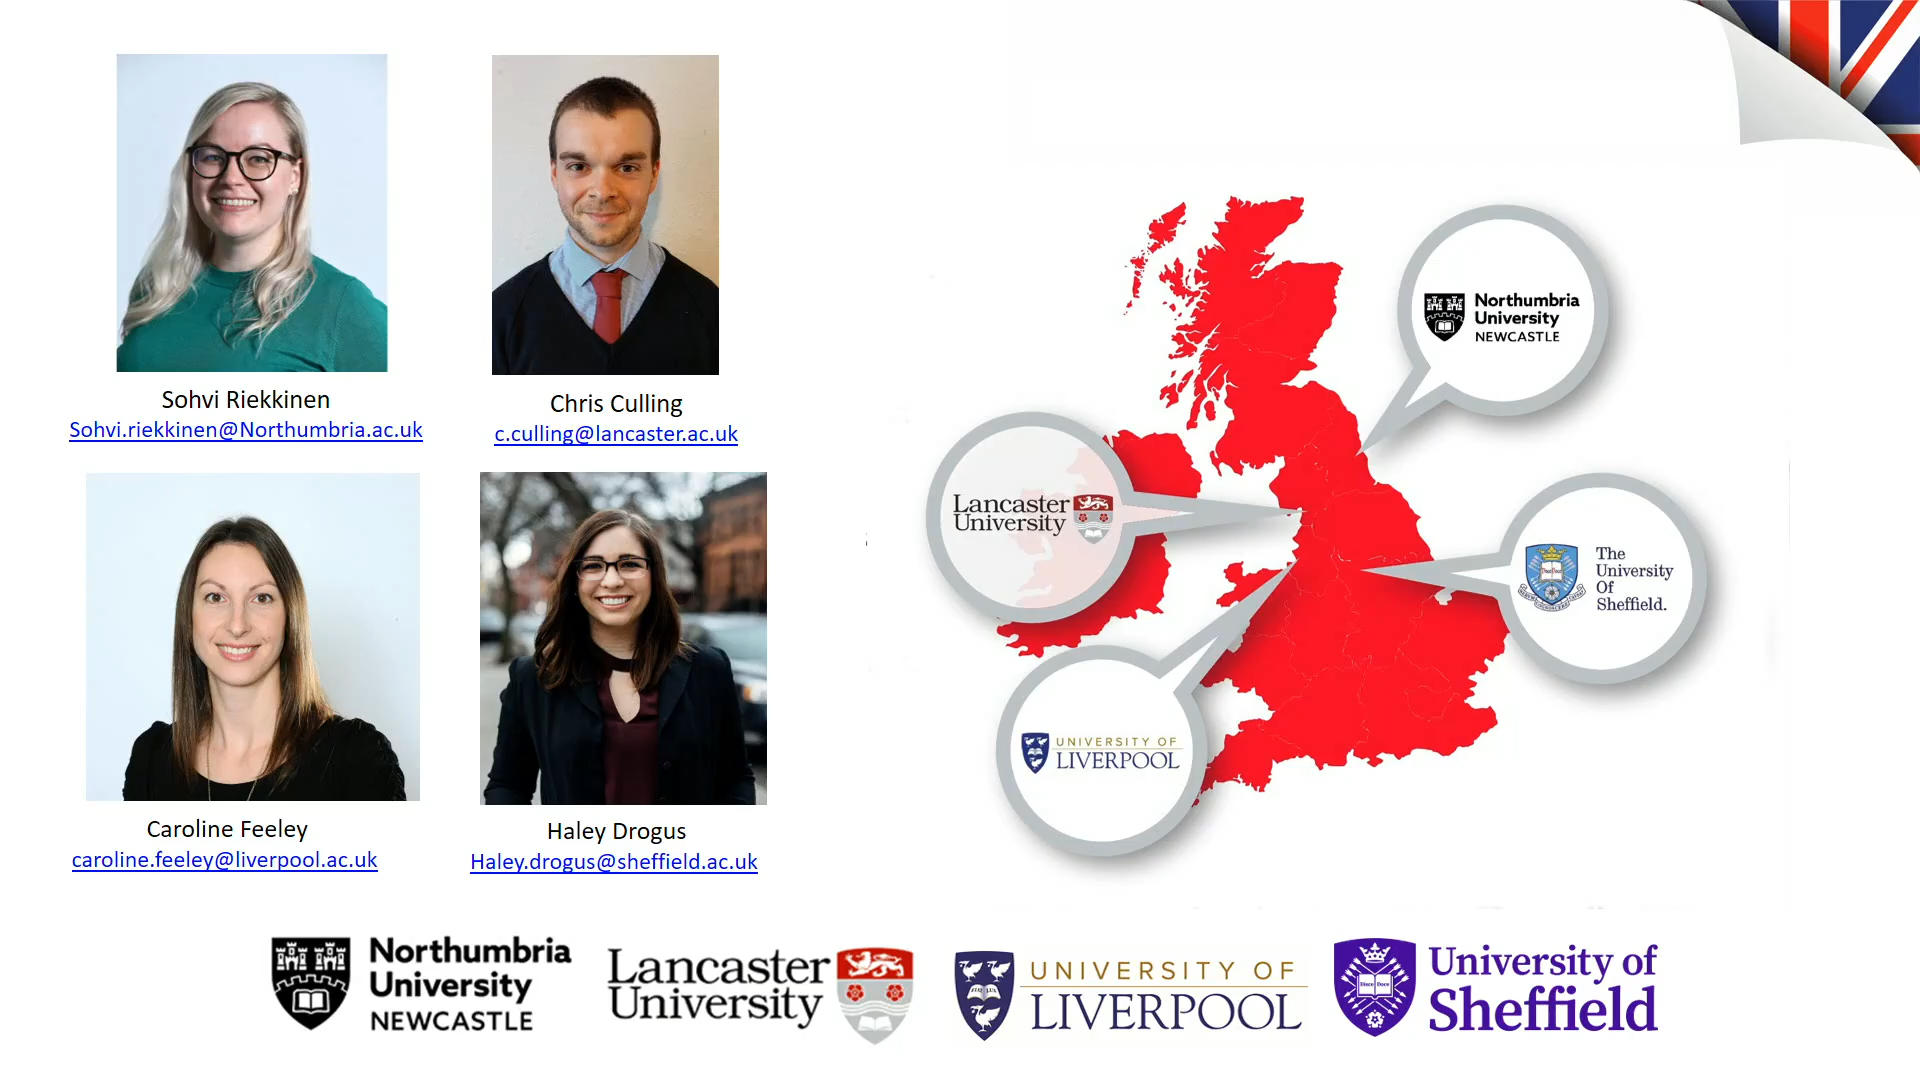 Sohvi Riekkinen
Sohvi.riekkinen@Northumbria.ac.uk
Chris Culling
c.culling@lancaster.ac.uk
Caroline Feeley
caroline.feeley@liverpool.ac.uk
Haley Drogus
Haley.drogus@sheffield.ac.uk
Northumbria
University
NEWCASTLE
Lancaster
University
The
University
Of
Sheffield.
UNIVERSITY OF
LIVERPOOL
Northumbria
University
NEWCASTLE
Lancaster
University
UNIVERSITY OF
LIVERPOOL
Disce Doce
University of
Sheffield